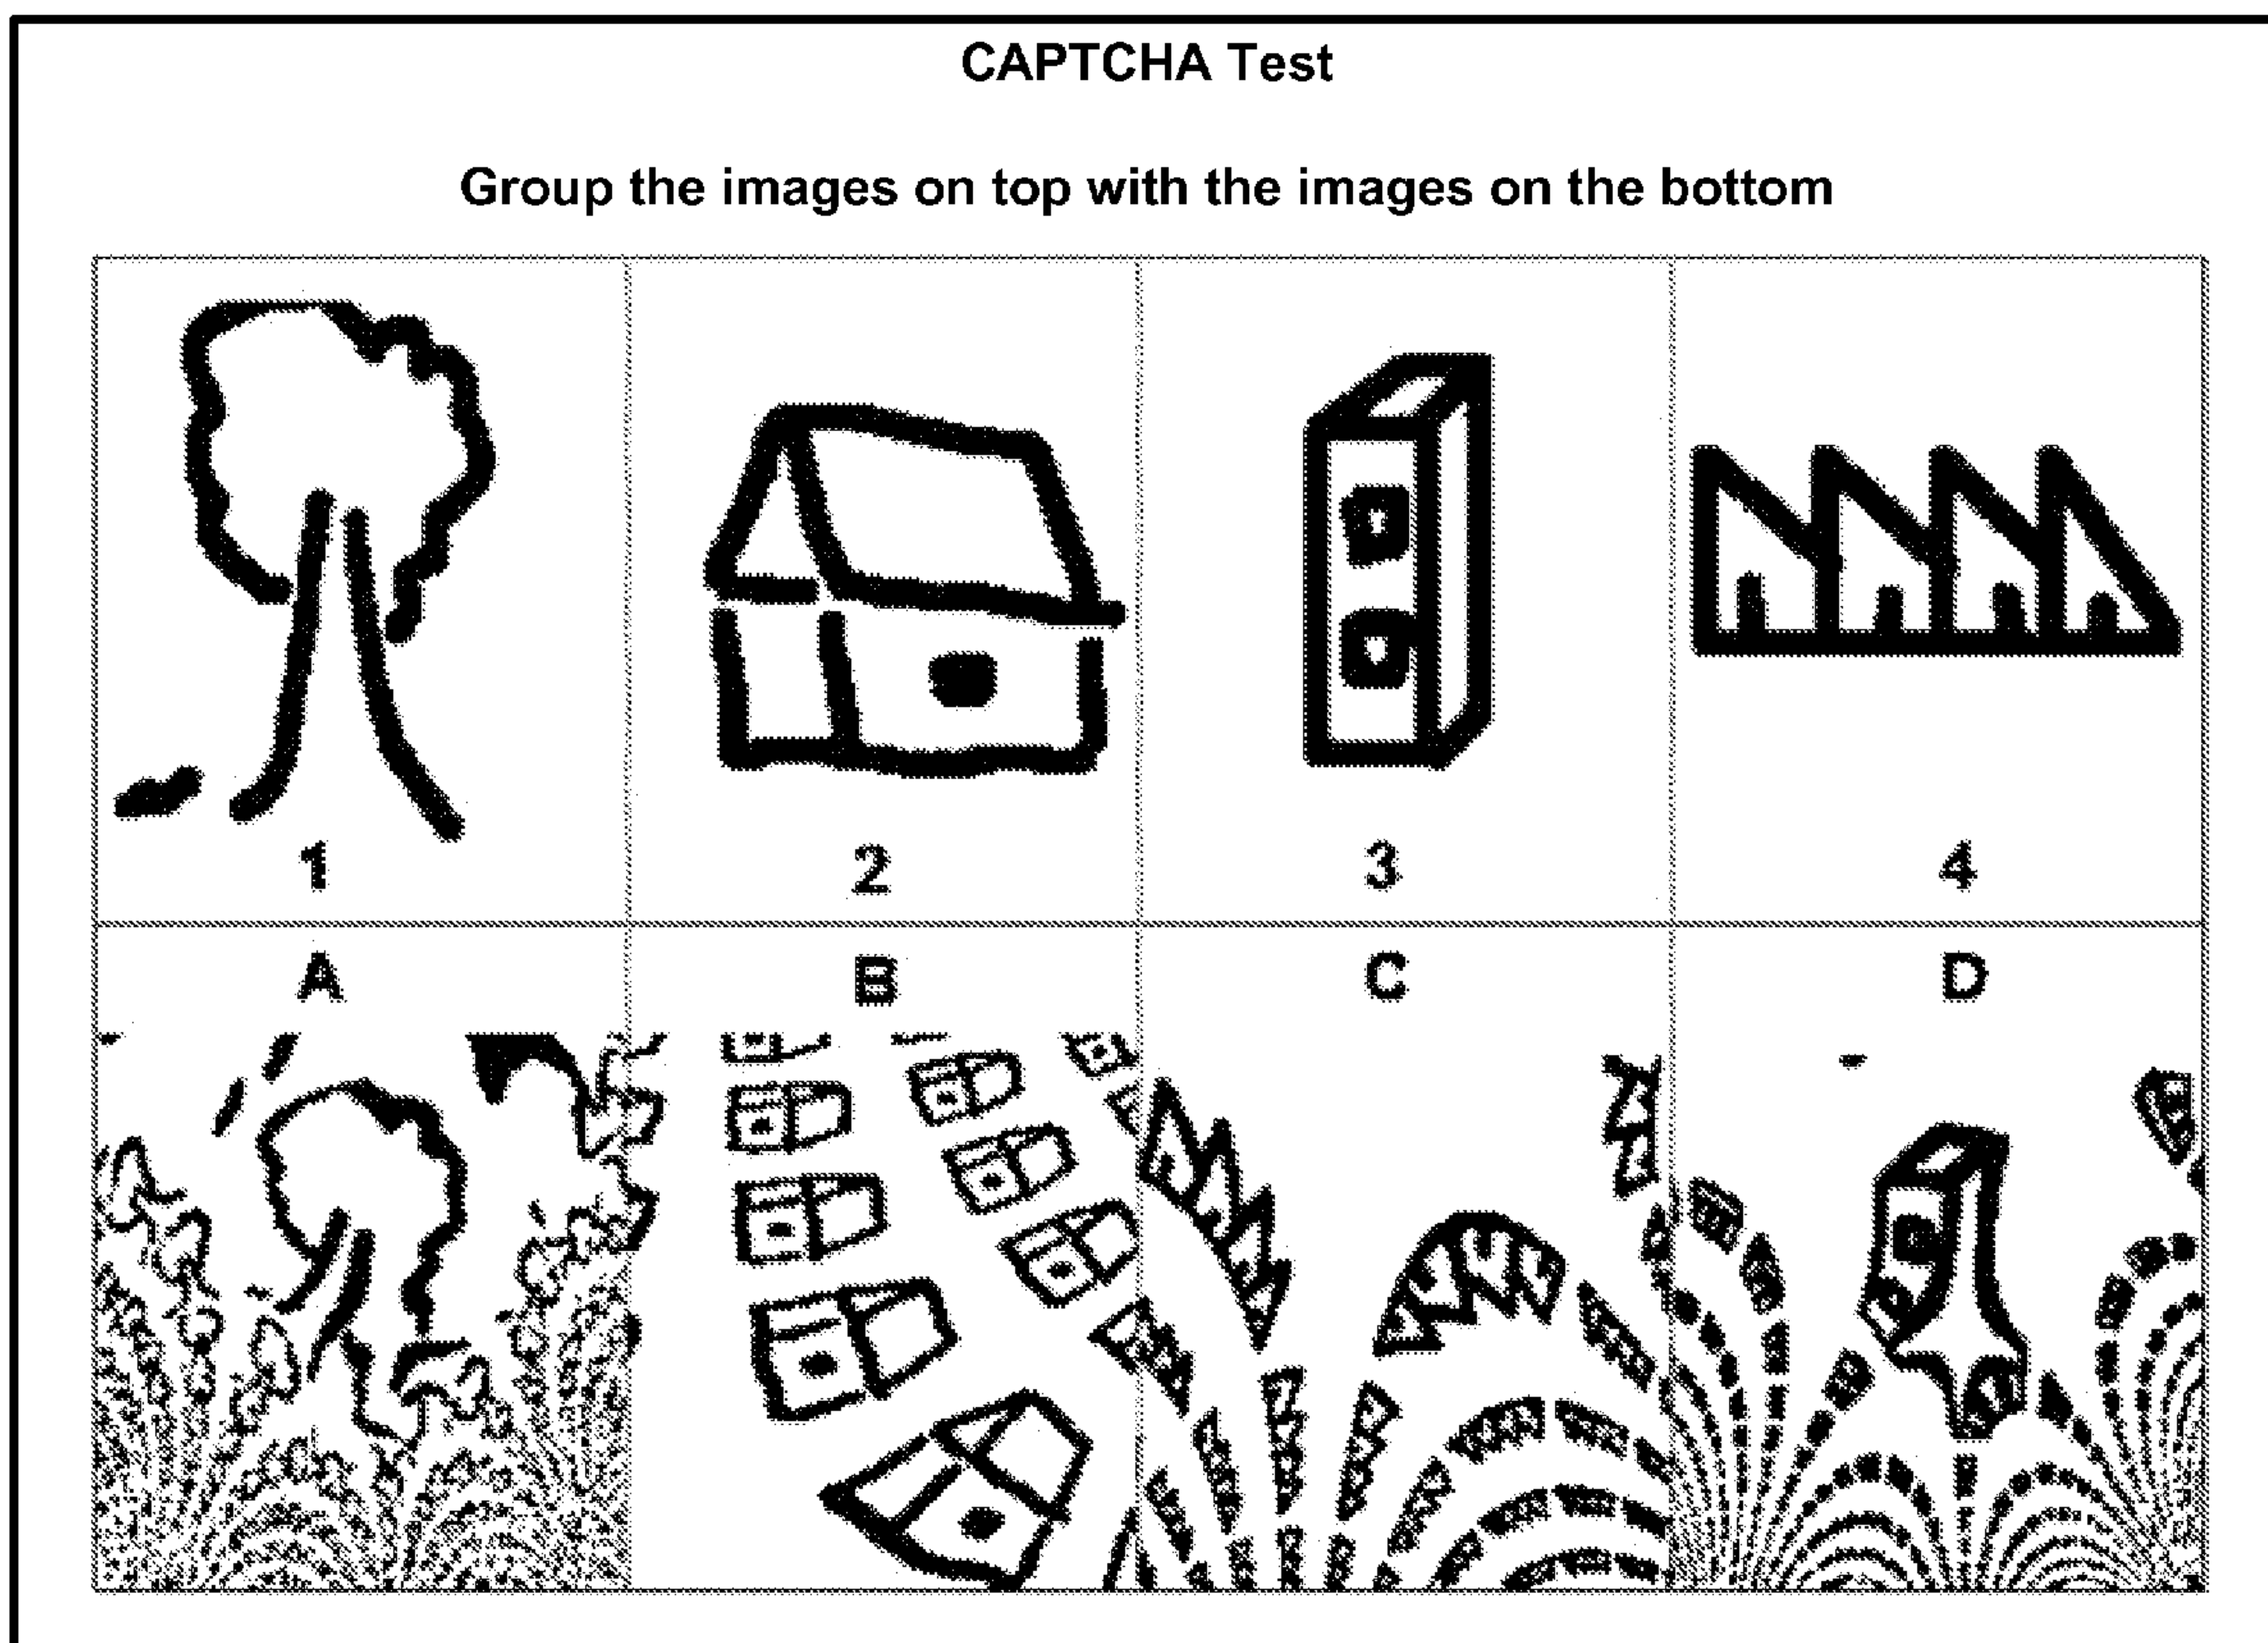 CAPTCHA Test
Group the images on top with the images on the bottom
1 2 3 4
A B C D